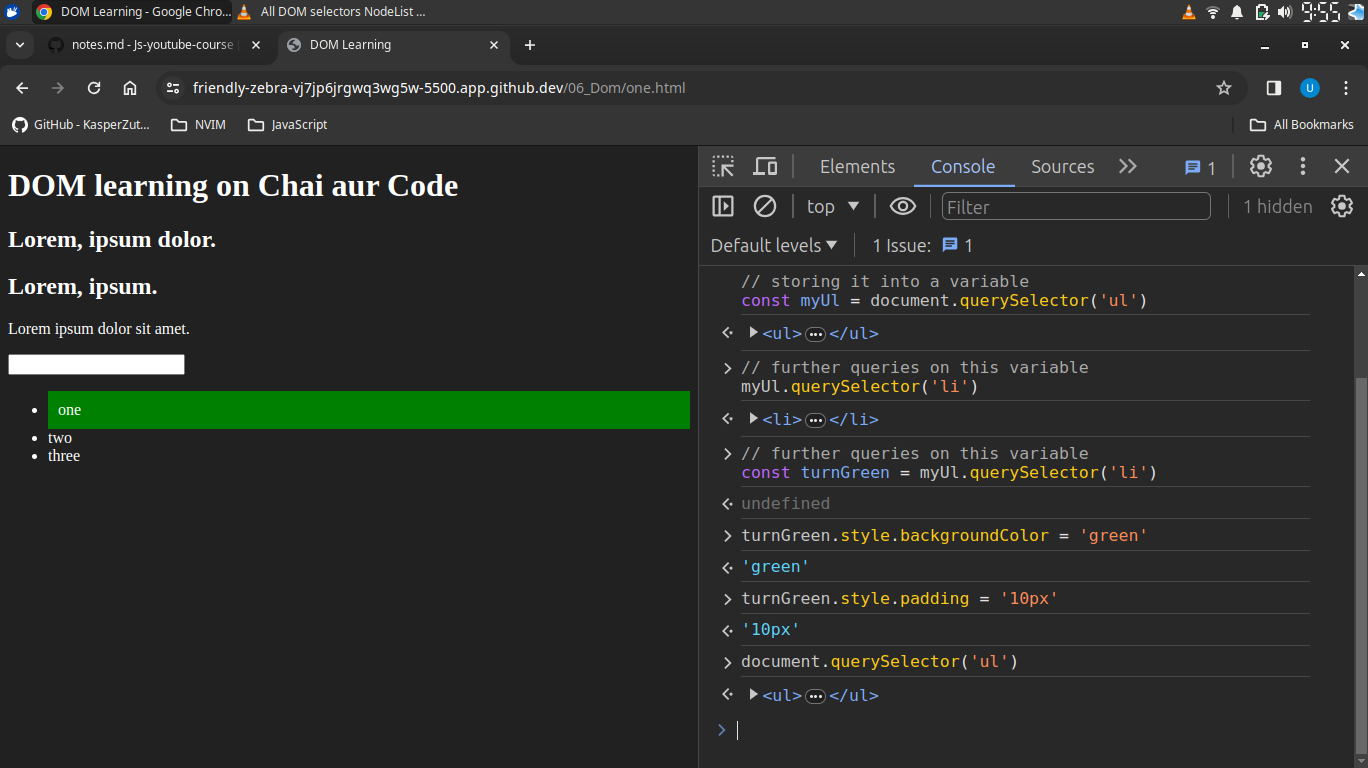 DOM Learning - Google Chro...
All DOM selectors NodeList ...
9:55
notes.md - Js-youtube-course
DOM Learning
friendly-zebra-vj7jp6jrgwq3wg5w-5500.app.github.dev/06_Dom/one.html
U
GitHub - KasperZut...
NVIM
JavaScript
All Bookmarks
DOM learning on Chai aur Code
Lorem, ipsum dolor.
Lorem, ipsum.
Lorem ipsum dolor sit amet.
one
two
three
Elements
Console
Sources
1
top
Filter
1 hidden
Default levels
1 Issue:
1
// storing it into a variable
const myUl = document.querySelector('ul')
<ul>…</ul>
// further queries on this variable
myUl.querySelector('li')
<li>…</li>
// further queries on this variable
const turnGreen = myUl.querySelector('li')
undefined
turnGreen.style.backgroundColor = 'green'
'green'
turnGreen.style.padding = '10px'
'10px'
document.querySelector('ul')
<ul>…</ul>